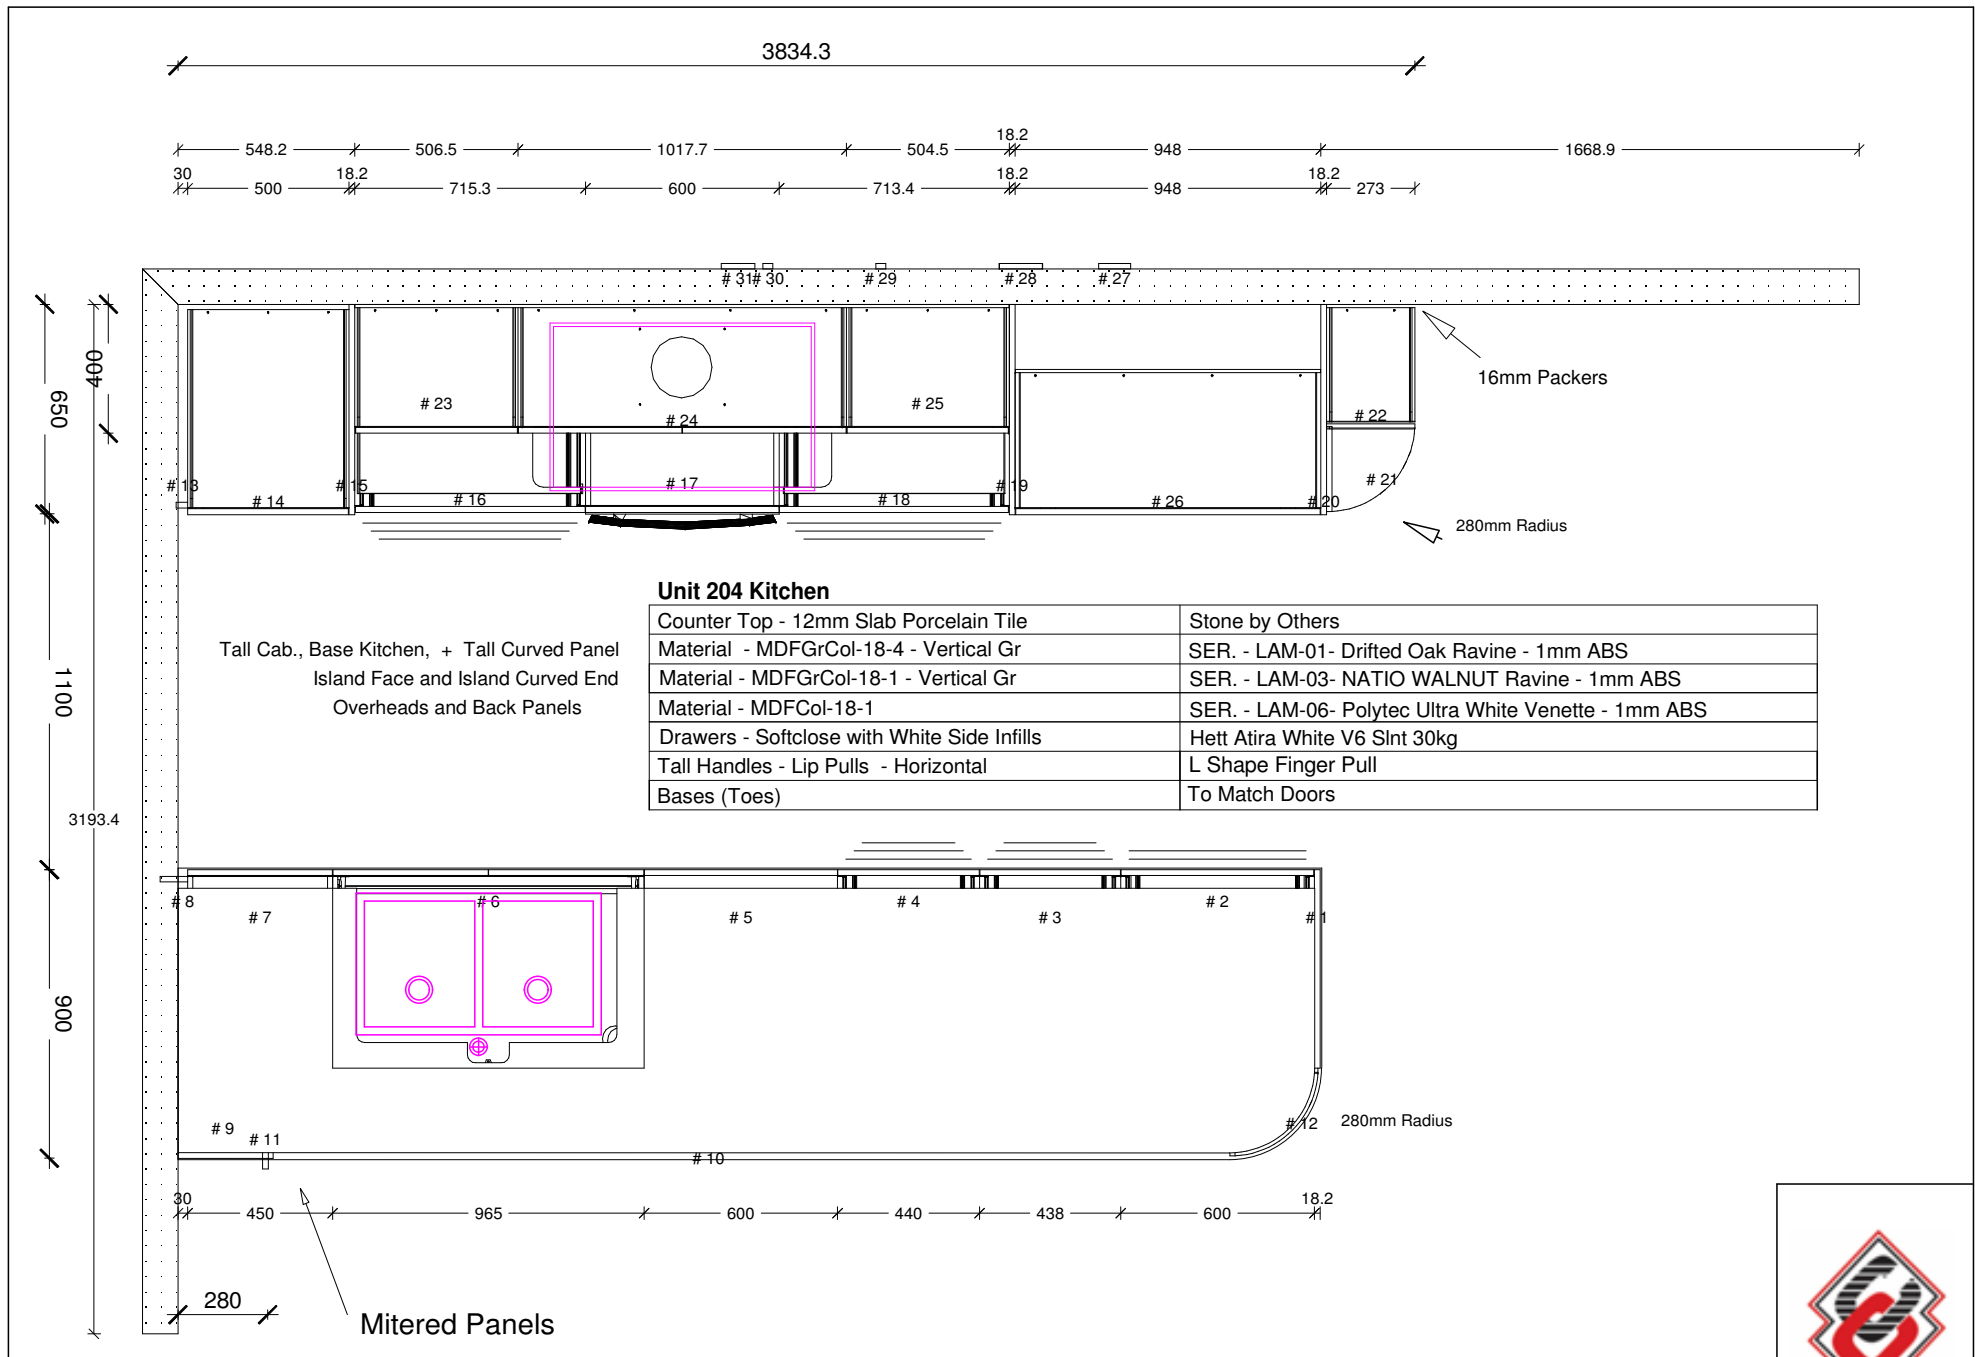 3834.3
18.2
548.2 506.5 1017.7 504.5 948 1668.9
30 18.2 18.2 18.2
500 715.3 600 713.4 948 273
# 31 # 30 # 29 # 28 # 27
400
650
16mm Packers
# 23 # 25
# 24 # 22
# 13 # 15 # 17 # 19 # 21
# 14 # 16 # 18 # 26 # 20
280mm Radius
Unit 204 Kitchen
Counter Top - 12mm Slab Porcelain Tile Stone by Others
Tall Cab., Base Kitchen, + Tall Curved Panel Material - MDFGrCol-18-4 - Vertical Gr SER. - LAM-01- Drifted Oak Ravine - 1mm ABS
Island Face and Island Curved End Material - MDFGrCol-18-1 - Vertical Gr SER. - LAM-03- NATIO WALNUT Ravine - 1mm ABS
Overheads and Back Panels Material - MDFCol-18-1 SER. - LAM-06- Polytec Ultra White Venette - 1mm ABS
Drawers - Softclose with White Side Infills Hett Atira White V6 Slnt 30kg
Tall Handles - Lip Pulls - Horizontal L Shape Finger Pull
Bases (Toes) To Match Doors
1100
3193.4
# 8 # 6 # 4 # 2
# 7 # 5 # 3 # 1
900
# 9 # 12 280mm Radius
# 11
# 10
30 18.2
450 965 600 440 438 600
280
Mitered Panels